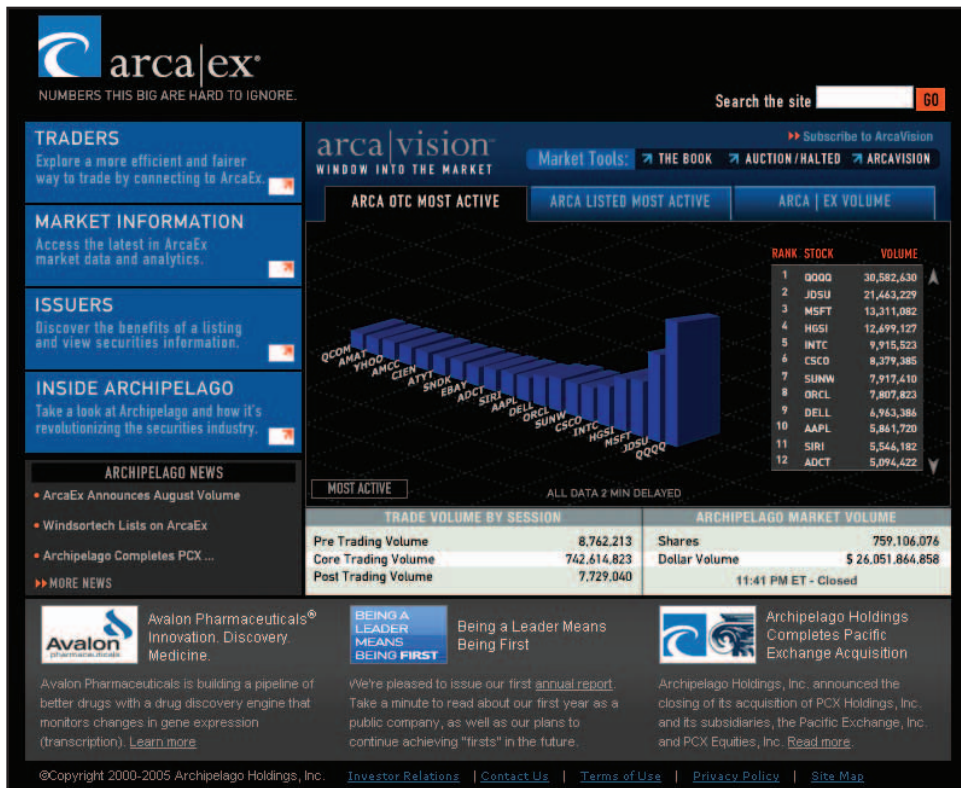 arca|ex®
NUMBERS THIS BIG ARE HARD TO IGNORE.
Search the site GO
TRADERS
Explore a more efficient and fairer
way to trade by connecting to ArcaEx.
MARKET INFORMATION
Access the latest in ArcaEx
market data and analytics.
ISSUERS
Discover the benefits of a listing
and view securities information.
INSIDE ARCHIPELAGO
Take a look at Archipelago and how it's
revolutionizing the securities industry.
ARCHIPELAGO NEWS
ArcaEx Announces August Volume
Windsortech Lists on ArcaEx
Archipelago Completes PCX ...
MORE NEWS
arca|vision™
WINDOW INTO THE MARKET
Subscribe to ArcaVision
Market Tools: THE BOOK AUCTION/HALTED ARCAVISION
ARCA OTC MOST ACTIVE ARCA LISTED MOST ACTIVE ARCA | EX VOLUME
QCOM
AMAT
YHOO
AMCC
CIEN
ATYT
SNDK
EBAY
ADCT
SIRI
AAPL
DELL
ORCL
SUNW
CSCO
INTC
HGSI
MSFT
JDSU
QQQQ
RANK STOCK VOLUME
1 QQQQ 30,582,630
2 JDSU 21,463,229
3 MSFT 13,311,082
4 HGSI 12,699,127
5 INTC 9,915,523
6 CSCO 8,379,385
7 SUNW 7,917,410
8 ORCL 7,807,823
9 DELL 6,963,386
10 AAPL 5,861,720
11 SIRI 5,546,182
12 ADCT 5,094,422
MOST ACTIVE
ALL DATA 2 MIN DELAYED
TRADE VOLUME BY SESSION
Pre Trading Volume 8,762,213
Core Trading Volume 742,614,823
Post Trading Volume 7,729,040
ARCHIPELAGO MARKET VOLUME
Shares 759,106,076
Dollar Volume $ 26,051,864,858
11:41 PM ET - Closed
Avalon
pharmaceuticals
Avalon Pharmaceuticals®
Innovation. Discovery.
Medicine.
Avalon Pharmaceuticals is building a pipeline of
better drugs with a drug discovery engine that
monitors changes in gene expression
(transcription). Learn more
BEING A
LEADER
MEANS
BEING FIRST
Being a Leader Means
Being First
We're pleased to issue our first annual report.
Take a minute to read about our first year as a
public company, as well as our plans to
continue achieving "firsts" in the future.
Archipelago Holdings
Completes Pacific
Exchange Acquisition
Archipelago Holdings, Inc. announced the
closing of its acquisition of PCX Holdings, Inc.
and its subsidiaries, the Pacific Exchange, Inc.
and PCX Equities, Inc. Read more.
©Copyright 2000-2005 Archipelago Holdings, Inc. Investor Relations | Contact Us | Terms of Use | Privacy Policy | Site Map